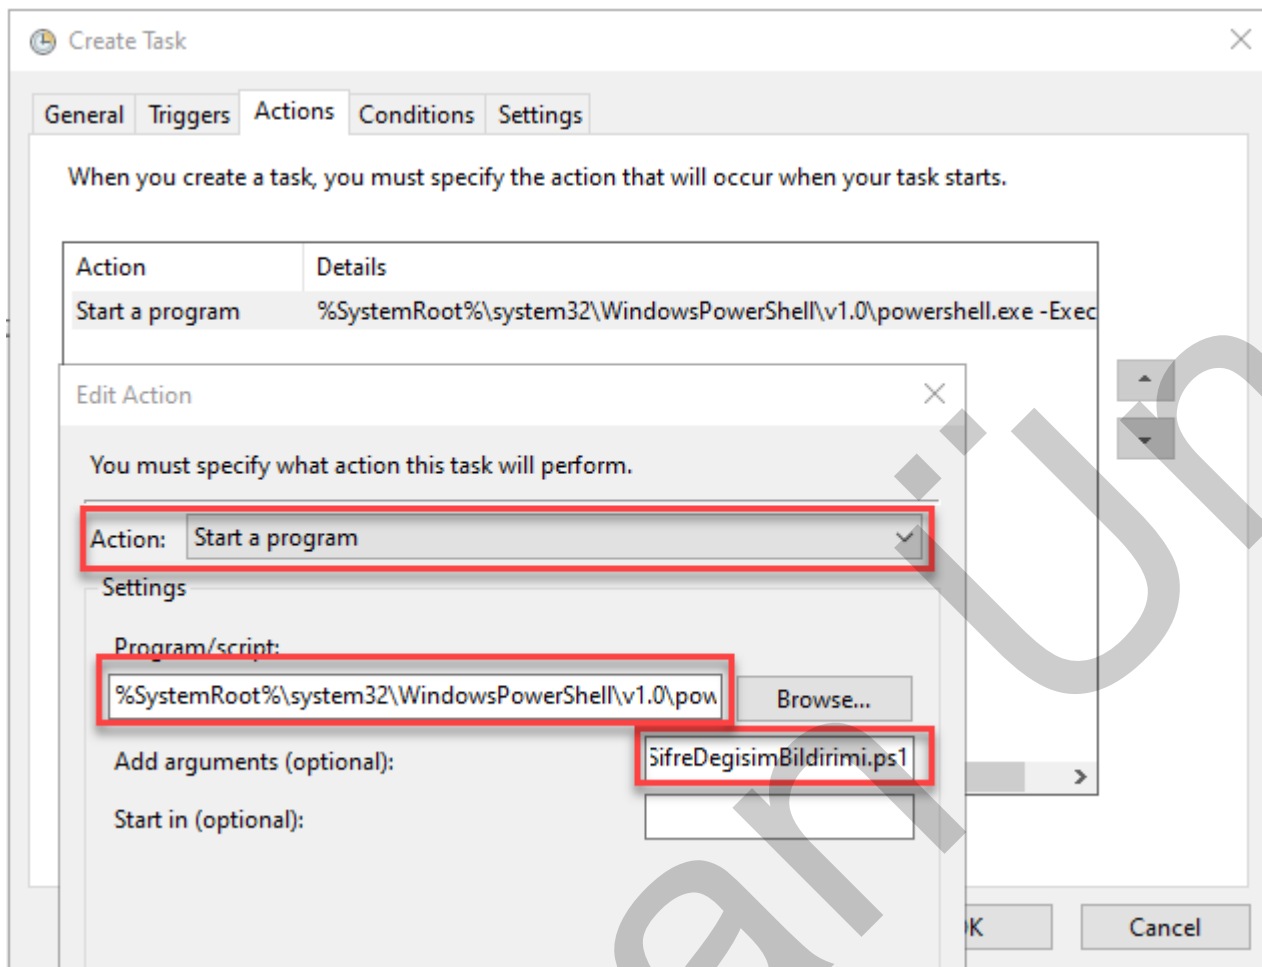 Create Task
General Triggers Actions Conditions Settings
When you create a task, you must specify the action that will occur when your task starts.
Action Details
Start a program %SystemRoot%\system32\WindowsPowerShell\v1.0\powershell.exe -Exec
Edit Action
You must specify what action this task will perform.
Action: Start a program
Settings
Program/script:
%SystemRoot%\system32\WindowsPowerShell\v1.0\pow
Browse...
Add arguments (optional): SifreDegisimBildirimi.ps1
Start in (optional):
Cancel